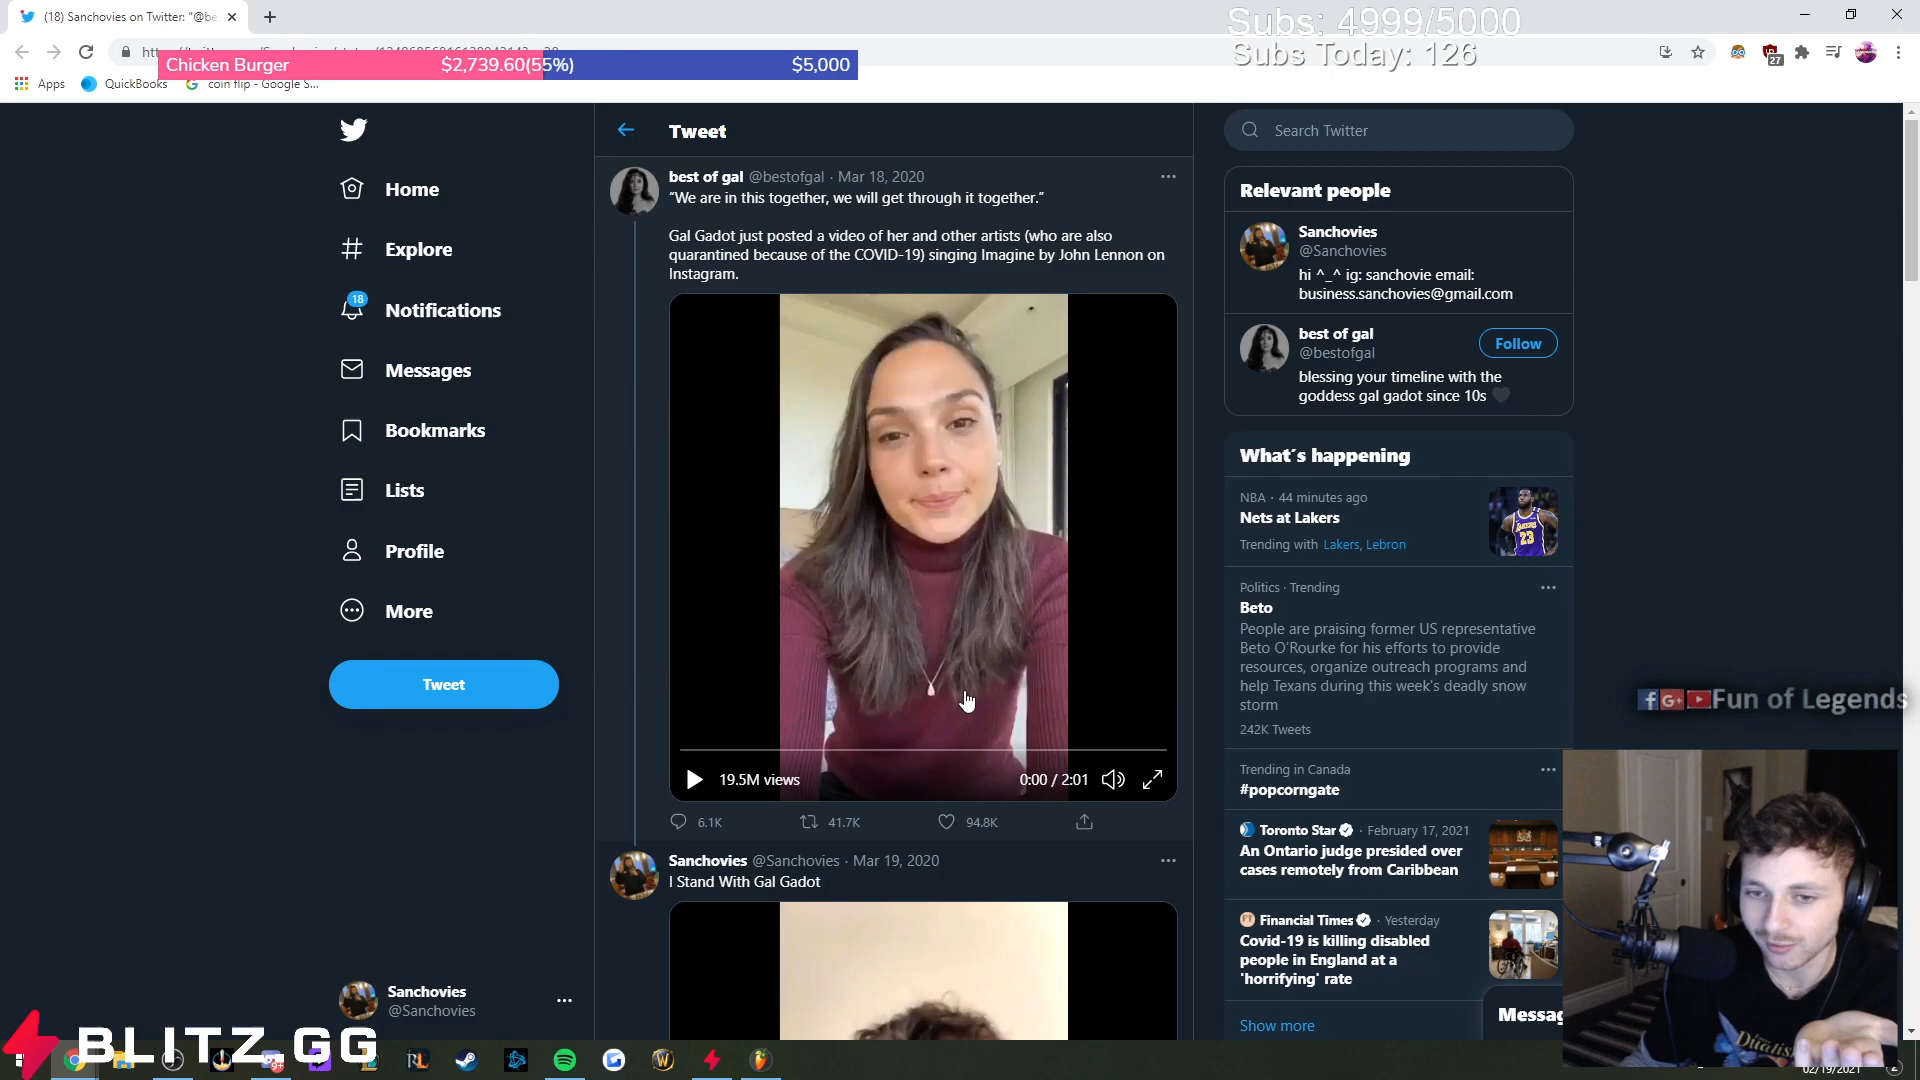 (18) Sanchovies on Twitter: "@be
Subs: 4999/5000
Subs Today: 126
Chicken Burger $2,739.60(55%) $5,000
27
Apps QuickBooks coin flip - Google S...
Tweet
Search Twitter
Home
Explore
18
Notifications
Messages
Bookmarks
Lists
Profile
More
Tweet
Sanchovies
@Sanchovies
best of gal @bestofgal · Mar 18, 2020
"We are in this together, we will get through it together."
Gal Gadot just posted a video of her and other artists (who are also
quarantined because of the COVID-19) singing Imagine by John Lennon on
Instagram.
19.5M views 0:00 / 2:01
6.1K 41.7K 94.8K
Sanchovies @Sanchovies · Mar 19, 2020
I Stand With Gal Gadot
Relevant people
Sanchovies
@Sanchovies
hi ^_^ ig: sanchovie email:
business.sanchovies@gmail.com
best of gal
@bestofgal
Follow
blessing your timeline with the
goddess gal gadot since 10s
What's happening
NBA · 44 minutes ago
Nets at Lakers
Trending with Lakers, Lebron
Politics · Trending
Beto
People are praising former US representative
Beto O'Rourke for his efforts to provide
resources, organize outreach programs and
help Texans during this week's deadly snow
storm
242K Tweets
Trending in Canada
#popcorngate
Toronto Star · February 17, 2021
An Ontario judge presided over
cases remotely from Caribbean
Financial Times · Yesterday
Covid-19 is killing disabled
people in England at a
'horrifying' rate
Show more
Messag
Fun of Legends
BLITZ.GG
02/19/2021